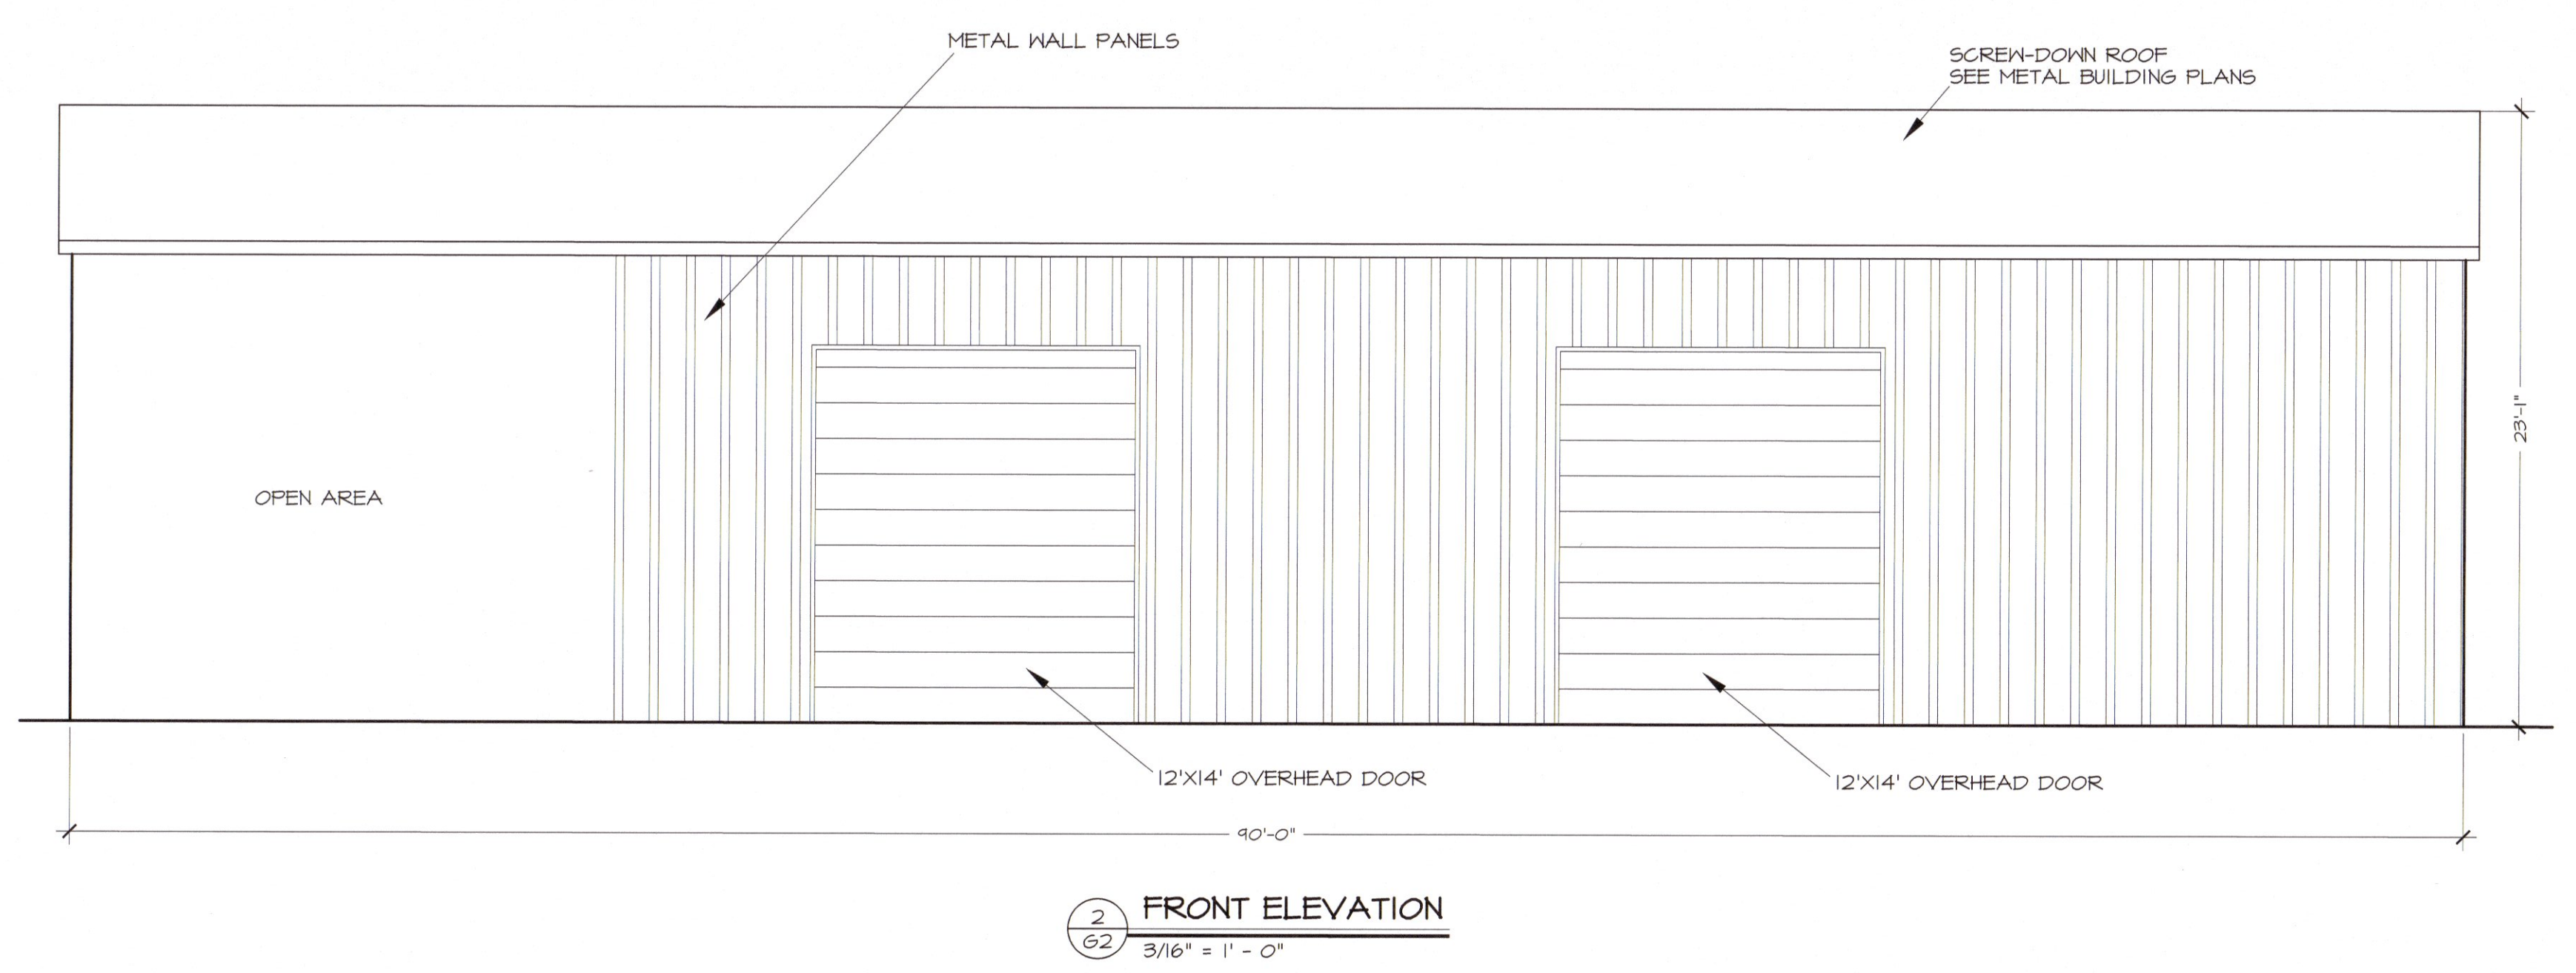 METAL WALL PANELS
SCREW-DOWN ROOF
SEE METAL BUILDING PLANS
OPEN AREA
23'-1"
12'X14' OVERHEAD DOOR
12'X14' OVERHEAD DOOR
90'-0"
2
G2
FRONT ELEVATION
3/16" = 1' - 0"